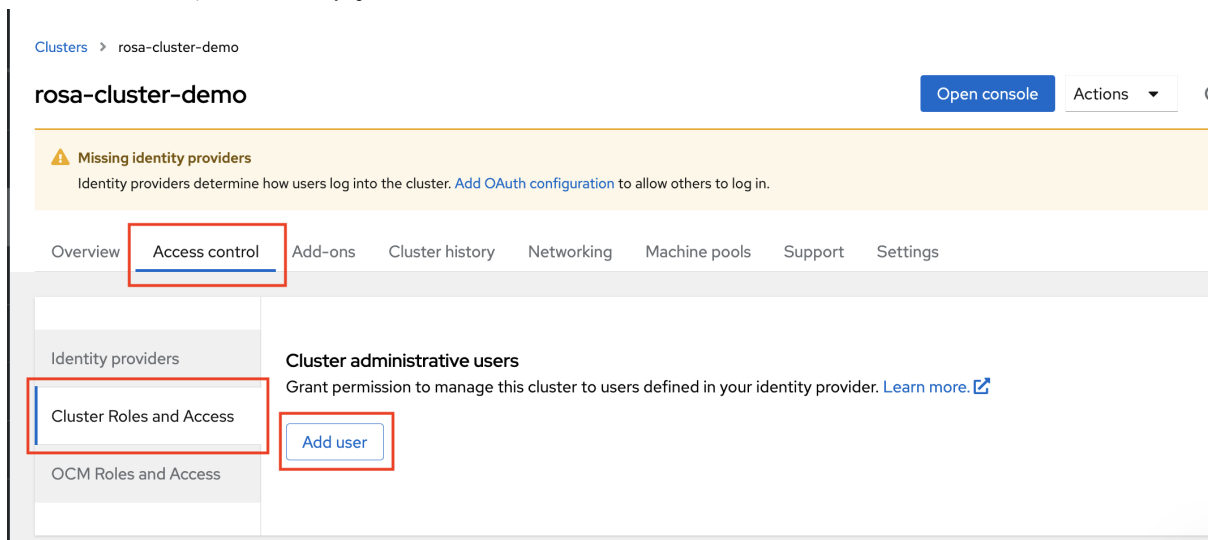 Clusters > rosa-cluster-demo
rosa-cluster-demo
Open console
Actions
Missing identity providers
Identity providers determine how users log into the cluster. Add OAuth configuration to allow others to log in.
Overview Access control Add-ons Cluster history Networking Machine pools Support Settings
Identity providers
Cluster Roles and Access
OCM Roles and Access
Cluster administrative users
Grant permission to manage this cluster to users defined in your identity provider. Learn more.
Add user